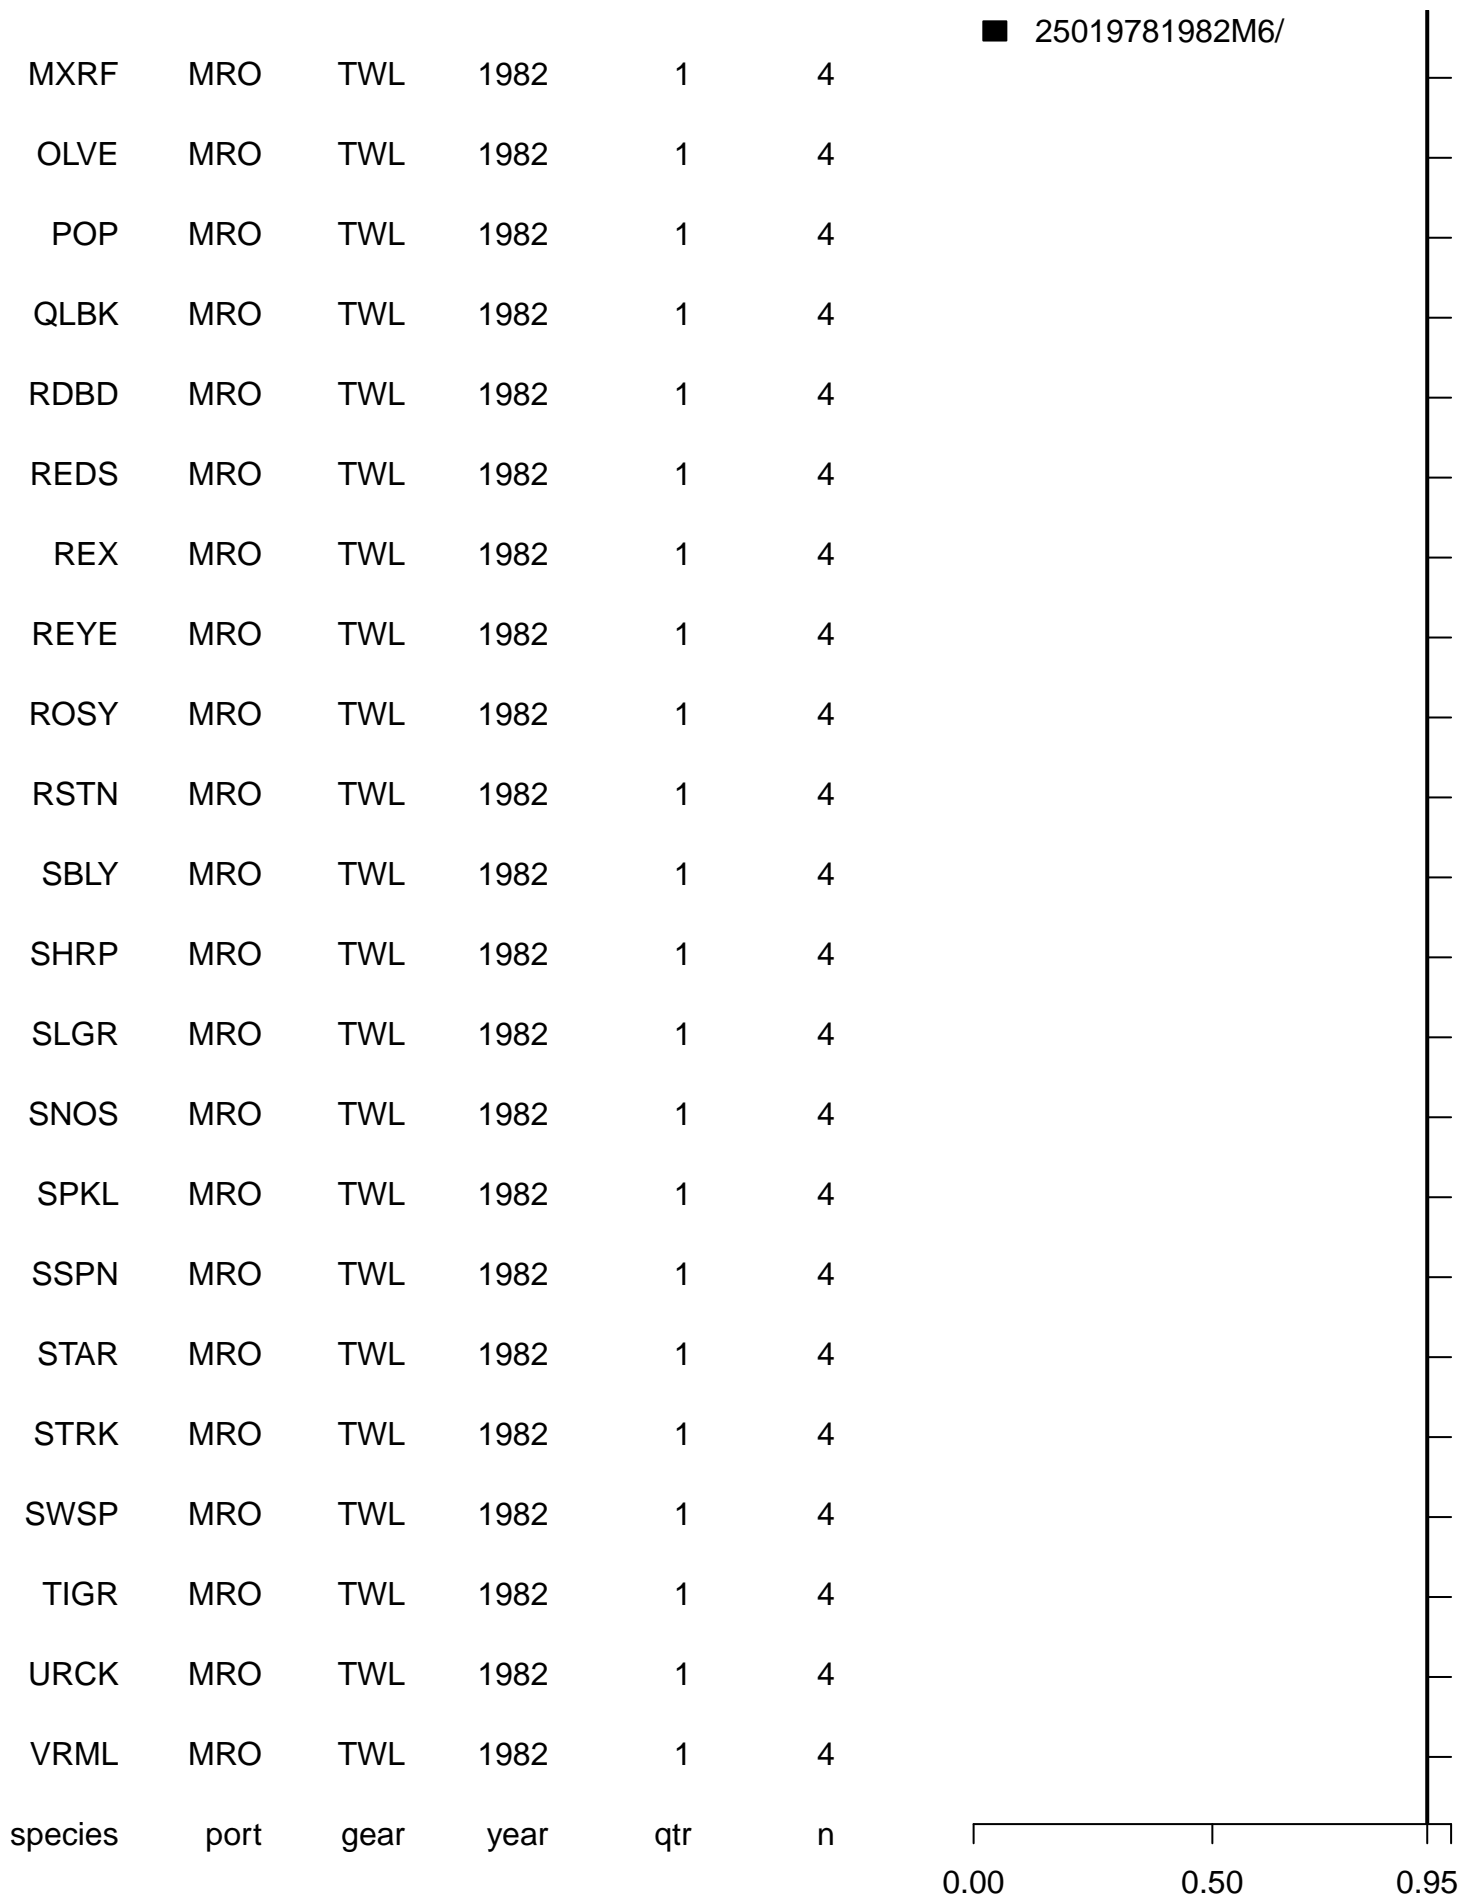 25019781982M6/
MXRF MRO TWL 1982 1 4
OLVE MRO TWL 1982 1 4
POP MRO TWL 1982 1 4
QLBK MRO TWL 1982 1 4
RDBD MRO TWL 1982 1 4
REDS MRO TWL 1982 1 4
REX MRO TWL 1982 1 4
REYE MRO TWL 1982 1 4
ROSY MRO TWL 1982 1 4
RSTN MRO TWL 1982 1 4
SBLY MRO TWL 1982 1 4
SHRP MRO TWL 1982 1 4
SLGR MRO TWL 1982 1 4
SNOS MRO TWL 1982 1 4
SPKL MRO TWL 1982 1 4
SSPN MRO TWL 1982 1 4
STAR MRO TWL 1982 1 4
STRK MRO TWL 1982 1 4
SWSP MRO TWL 1982 1 4
TIGR MRO TWL 1982 1 4
URCK MRO TWL 1982 1 4
VRML MRO TWL 1982 1 4
species port gear year qtr n
0.00 0.50 0.95